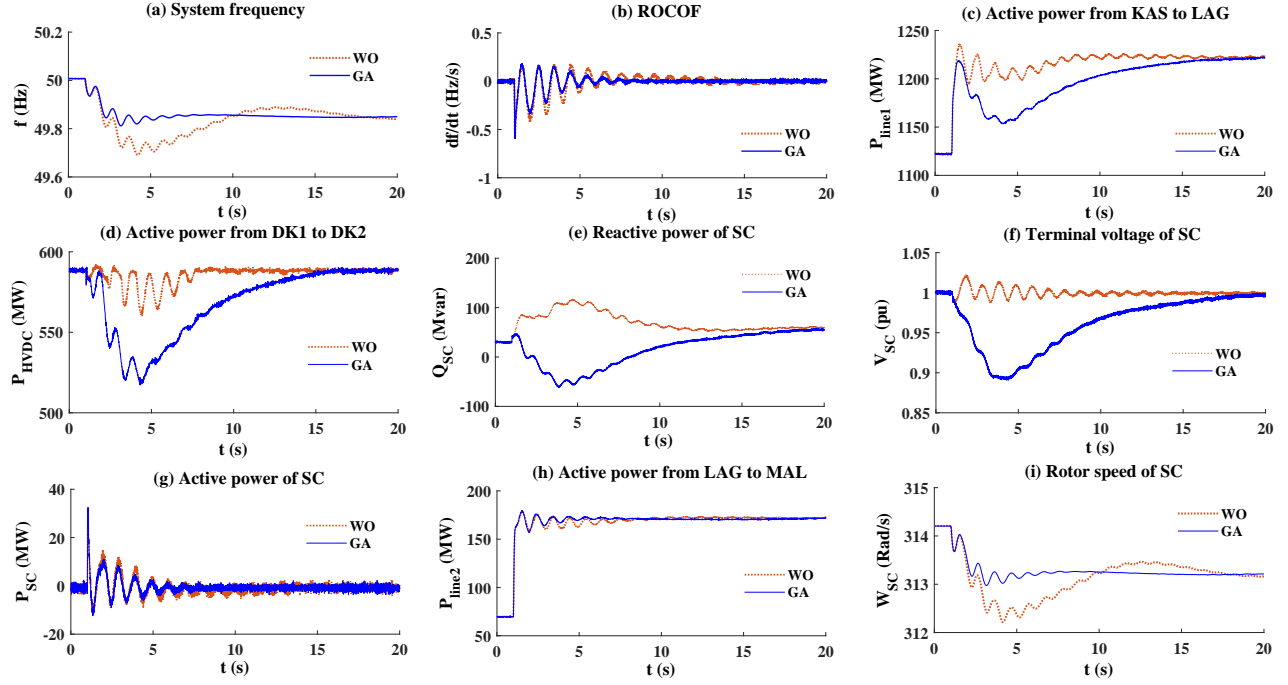 (a) System frequency
50.2
50
49.8
49.6
f (Hz)
WO
GA
0 5 10 15 20
t (s)
(b) ROCOF
0.5
0
-0.5
-1
df/dt (Hz/s)
WO
GA
0 5 10 15 20
t (s)
(c) Active power from KAS to LAG
1250
1200
1150
1100
Pline1 (MW)
WO
GA
0 5 10 15 20
t (s)
(d) Active power from DK1 to DK2
600
550
500
PHVDC (MW)
WO
GA
0 5 10 15 20
t (s)
(e) Reactive power of SC
200
100
0
-100
QSC (Mvar)
WO
GA
0 5 10 15 20
t (s)
(f) Terminal voltage of SC
1.05
1
0.95
0.9
0.85
VSC (pu)
WO
GA
0 5 10 15 20
t (s)
(g) Active power of SC
40
20
0
-20
PSC (MW)
WO
GA
0 5 10 15 20
t (s)
(h) Active power from LAG to MAL
200
150
100
50
Pline2 (MW)
WO
GA
0 5 10 15 20
t (s)
(i) Rotor speed of SC
315
314
313
312
WSC (Rad/s)
WO
GA
0 5 10 15 20
t (s)